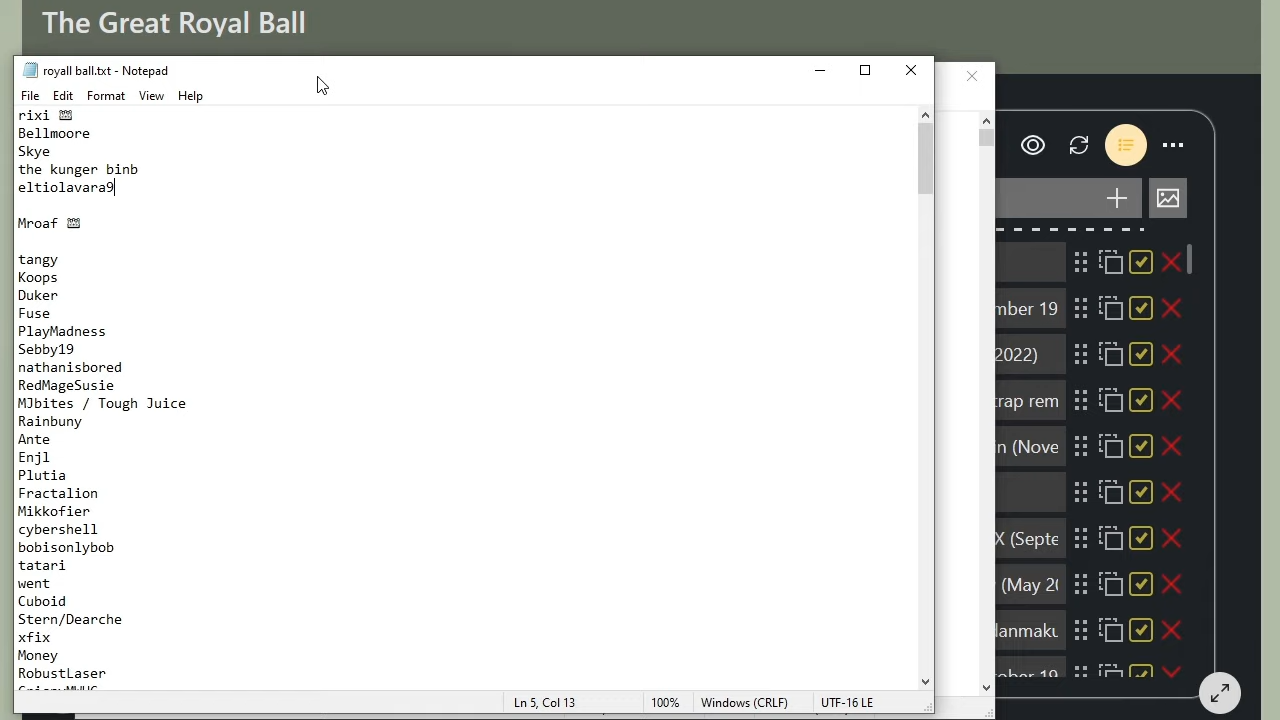 The Great Royal Ball
royall ball.txt - Notepad
File Edit Format View Help
rixi
Bellmoore
Skye
the kunger binb
eltiolavara9
Mroaf
tangy
Koops
Duker
Fuse
PlayMadness
Sebby19
nathanisbored
RedMageSusie
MJbites / Tough Juice
Rainbuny
Ante
Enjl
Plutia
Fractalion
Mikkofier
cybershell
bobisonlybob
tatari
went
Cuboid
Stern/Dearche
xfix
Money
RobustLaser
Ln 5, Col 13 100% Windows (CRLF) UTF-16 LE
mber 19
2022)
trap rem
in (Nove
X (Septe
(May 20
lanmaku